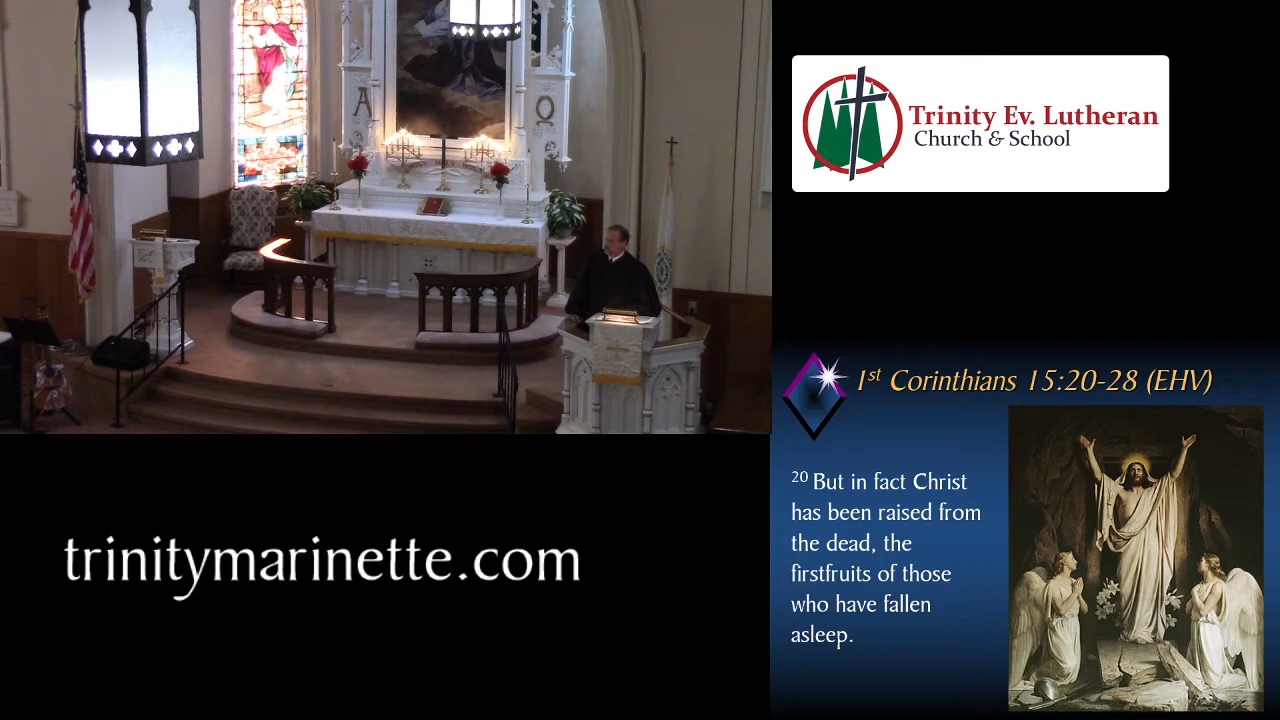 A
Ω
Trinity Ev. Lutheran
Church & School
1st Corinthians 15:20-28 (EHV)
20 But in fact Christ
has been raised from
the dead, the
firstfruits of those
who have fallen
asleep.
trinitymarinette.com